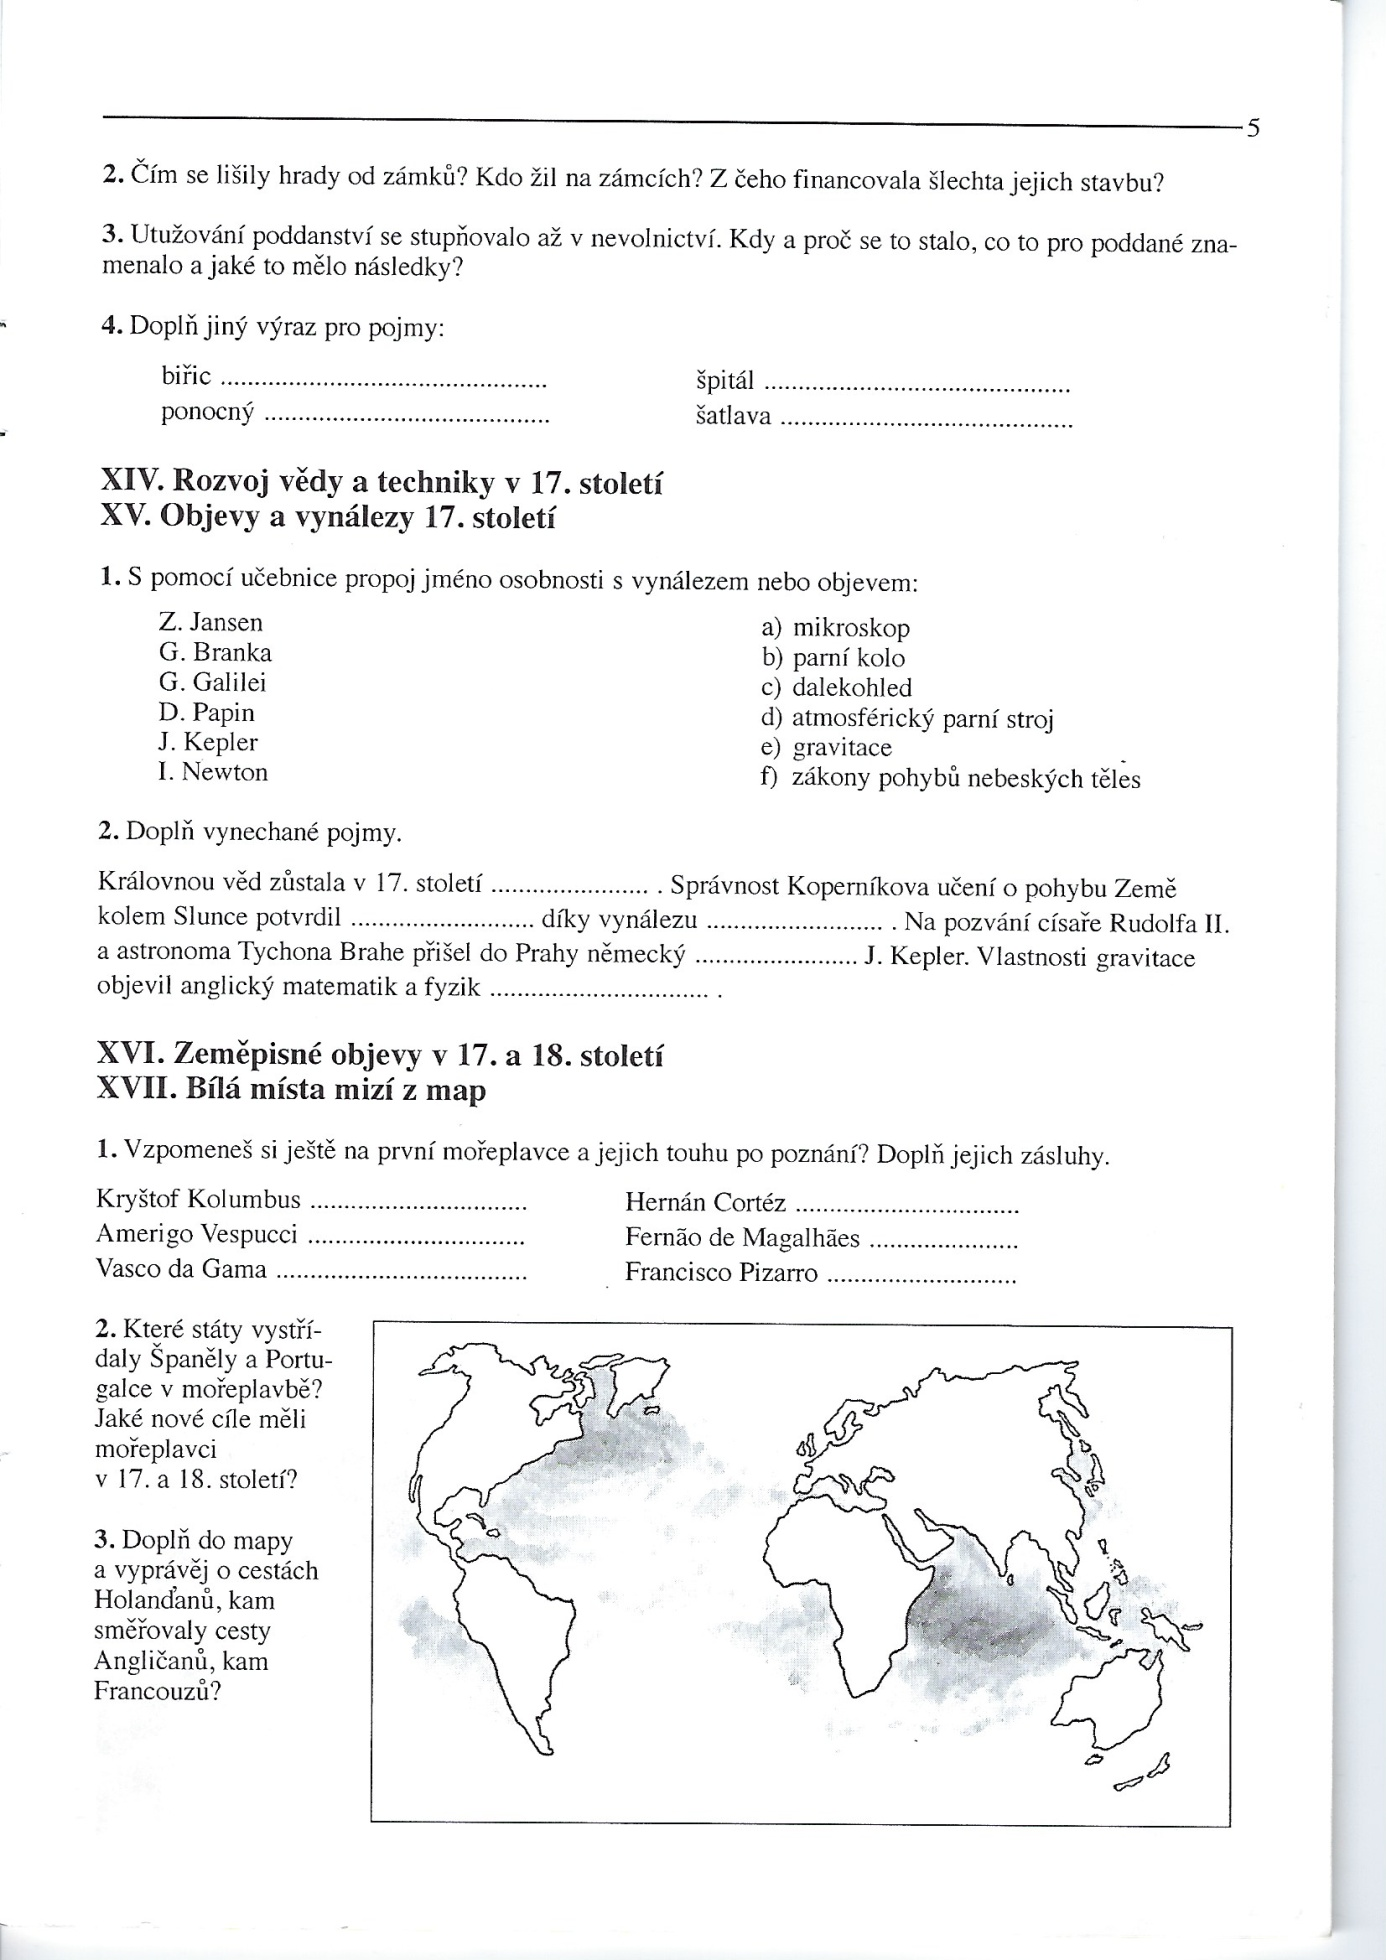 5
2. Čím se lišily hrady od zámků? Kdo žil na zámcích? Z čeho financovala šlechta jejich stavbu?
3. Utužování poddanství se stupňovalo až v nevolnictví. Kdy a proč se to stalo, co to pro poddané zna-
menalo a jaké to mělo následky?
4. Doplň jiný výraz pro pojmy:
biřic ................................................ špitál .............................................
ponocný .......................................... šatlava ...........................................
XIV. Rozvoj vědy a techniky v 17. století
XV. Objevy a vynálezy 17. století
1. S pomocí učebnice propoj jméno osobnosti s vynálezem nebo objevem:
Z. Jansen a) mikroskop
G. Branka b) parní kolo
G. Galilei c) dalekohled
D. Papin d) atmosférický parní stroj
J. Kepler e) gravitace
I. Newton f) zákony pohybů nebeských těles
2. Doplň vynechané pojmy.
Královnou věd zůstala v 17. století ....................... . Správnost Koperníkova učení o pohybu Země
kolem Slunce potvrdil ........................... díky vynálezu .......................... . Na pozvání císaře Rudolfa II.
a astronoma Tychona Brahe přišel do Prahy německý ........................ J. Kepler. Vlastnosti gravitace
objevil anglický matematik a fyzik ................................ .
XVI. Zeměpisné objevy v 17. a 18. století
XVII. Bílá místa mizí z map
1. Vzpomeneš si ještě na první mořeplavce a jejich touhu po poznání? Doplň jejich zásluhy.
Kryštof Kolumbus ................................ Hernán Cortéz .................................
Amerigo Vespucci ................................ Fernão de Magalhães ......................
Vasco da Gama ..................................... Francisco Pizarro ............................
2. Které státy vystří-
daly Španěly a Portu-
galce v mořeplavbě?
Jaké nové cíle měli
mořeplavci
v 17. a 18. století?
3. Doplň do mapy
a vyprávěj o cestách
Holanďanů, kam
směřovaly cesty
Angličanů, kam
Francouzů?